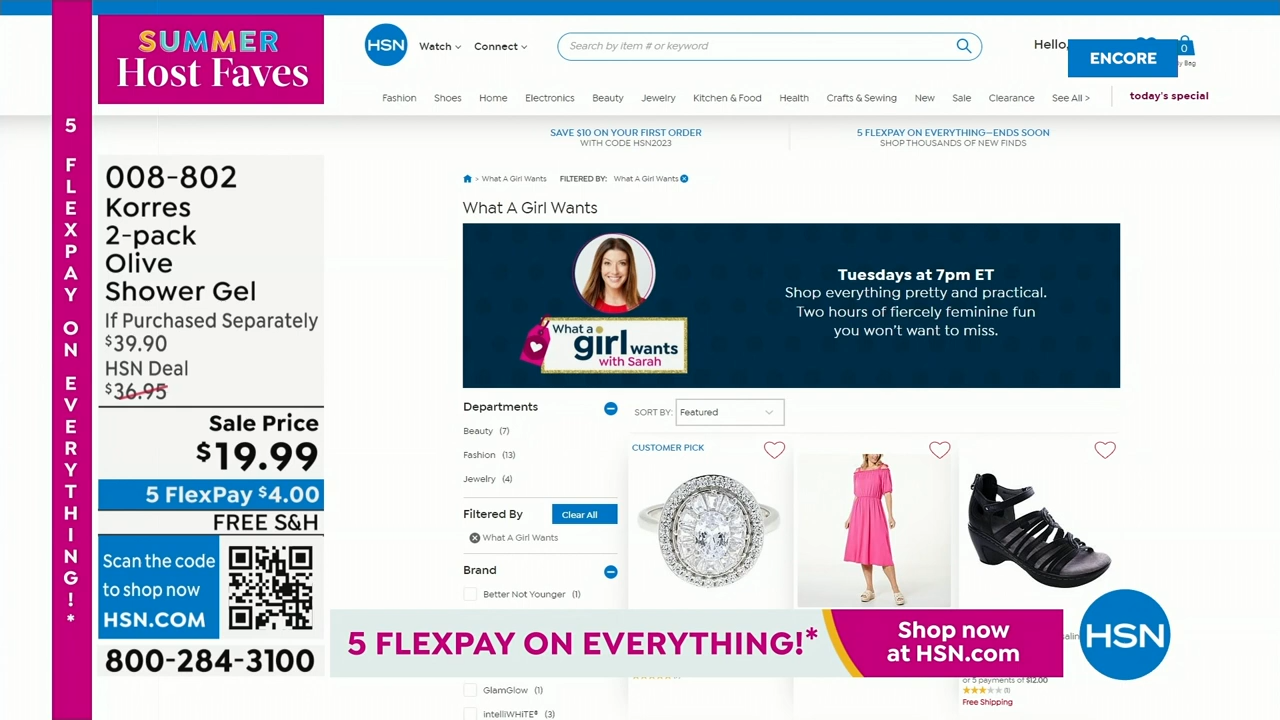 SUMMER
Host Faves
5 FLEXPAY ON EVERYTHING!*
008-802
Korres
2-pack
Olive
Shower Gel
If Purchased Separately
$39.90
HSN Deal
$36.95
Sale Price
$19.99
5 FlexPay $4.00
FREE S&H
Scan the code
to shop now
HSN.COM
800-284-3100
HSN
Watch
Connect
Search by item # or keyword
Hello,
ENCORE
0
Bag
Fashion Shoes Home Electronics Beauty Jewelry Kitchen & Food Health Crafts & Sewing New Sale Clearance See All > today's special
SAVE $10 ON YOUR FIRST ORDER
WITH CODE HSN2023
5 FLEXPAY ON EVERYTHING—ENDS SOON
SHOP THOUSANDS OF NEW FINDS
> What A Girl Wants FILTERED BY: What A Girl Wants
What A Girl Wants
What a
girl wants
with Sarah
Tuesdays at 7pm ET
Shop everything pretty and practical.
Two hours of fiercely feminine fun
you won't want to miss.
Departments
Beauty (7)
Fashion (13)
Jewelry (4)
Filtered By Clear All
What A Girl Wants
Brand
Better Not Younger (1)
GlamGlow (1)
intelliWHiTE® (3)
SORT BY: Featured
CUSTOMER PICK
5 FLEXPAY ON EVERYTHING!*
Shop now
at HSN.com
HSN
or 5 payments of $12.00
(1)
Free Shipping